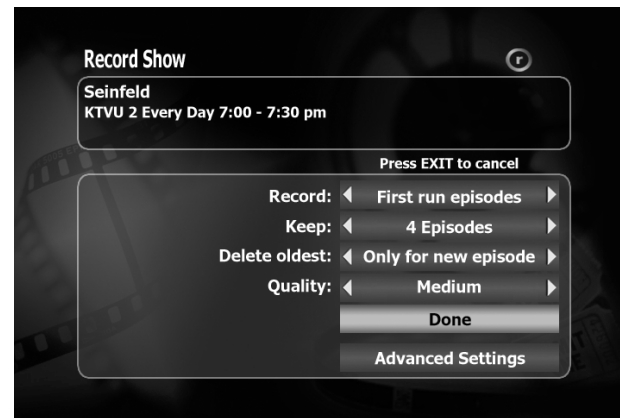 Record Show
r
Seinfeld
KTVU 2 Every Day 7:00 - 7:30 pm
Press EXIT to cancel
Record: First run episodes
Keep: 4 Episodes
Delete oldest: Only for new episode
Quality: Medium
Done
Advanced Settings